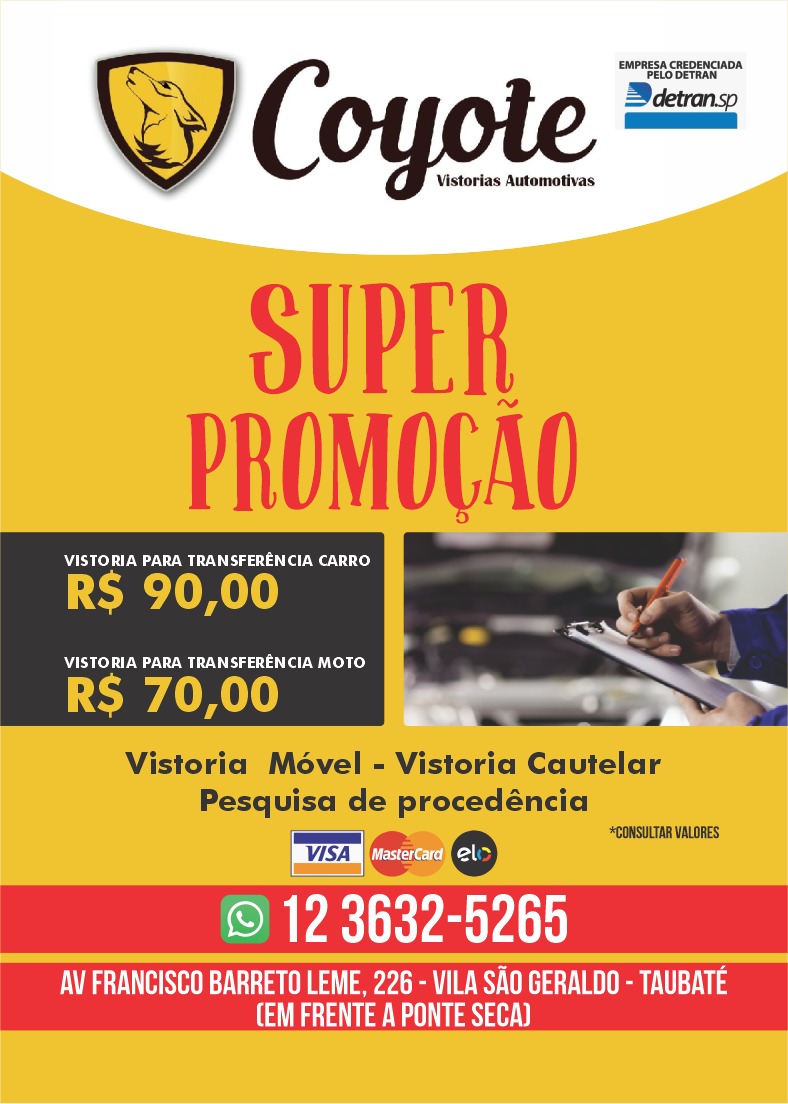 Coyote
Vistorias Automotivas
EMPRESA CREDENCIADA
PELO DETRAN
detran.sp
SUPER
PROMOÇÃO
VISTORIA PARA TRANSFERÊNCIA CARRO
R$ 90,00
VISTORIA PARA TRANSFERÊNCIA MOTO
R$ 70,00
Vistoria Móvel - Vistoria Cautelar
Pesquisa de procedência
*CONSULTAR VALORES
VISA MasterCard elo
12 3632-5265
AV FRANCISCO BARRETO LEME, 226 - VILA SÃO GERALDO - TAUBATÉ
(EM FRENTE A PONTE SECA)